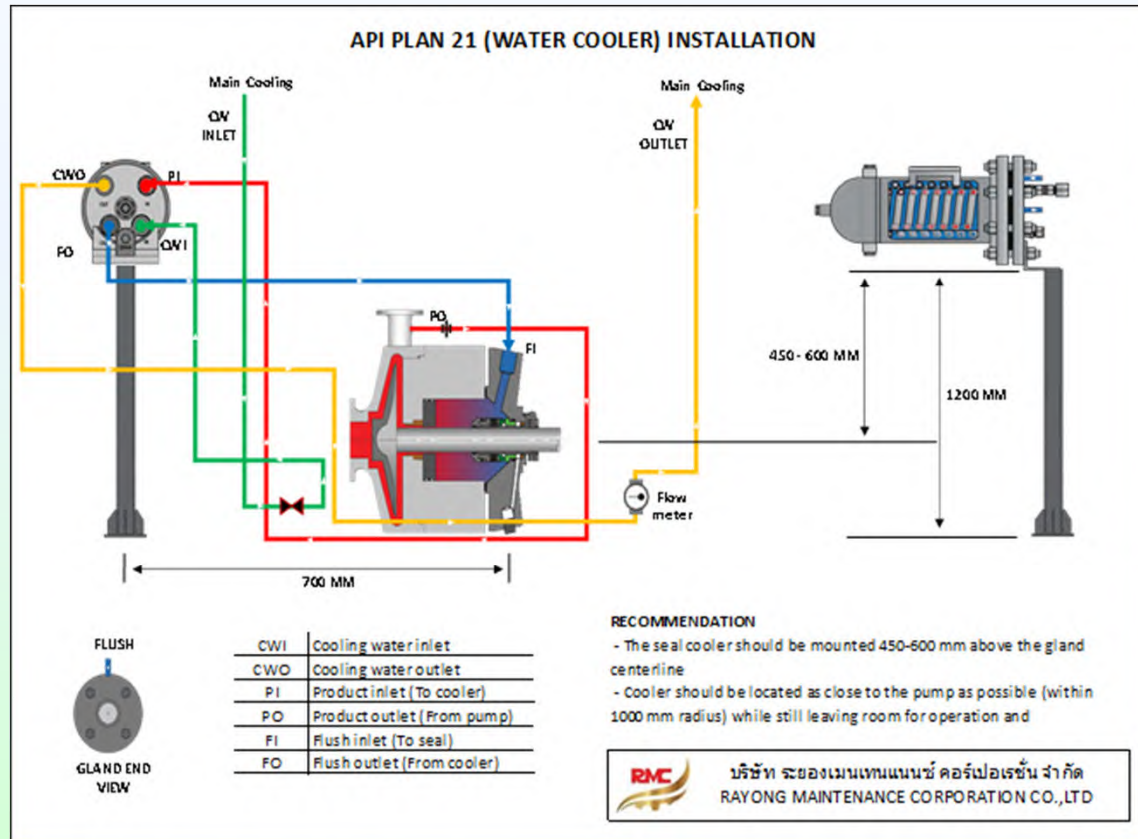 API PLAN 21 (WATER COOLER) INSTALLATION
Main Cooling
CW
INLET
Main Cooling
CW
OUTLET
CWO
PI
FO
CWI
PO
FI
450 - 600 MM
1200 MM
Flow
meter
700 MM
FLUSH
GLAND END
VIEW
CWI Cooling water inlet
CWO Cooling water outlet
PI Product inlet (To cooler)
PO Product outlet (From pump)
FI Flush inlet (To seal)
FO Flush outlet (From cooler)
RECOMMENDATION
- The seal cooler should be mounted 450-600 mm above the gland
centerline
- Cooler should be located as close to the pump as possible (within
1000 mm radius) while still leaving room for operation and
RMC
บริษัท ระยองเมนเทนแนนซ์ คอร์เปอเรชั่น จำกัด
RAYONG MAINTENANCE CORPORATION CO.,LTD